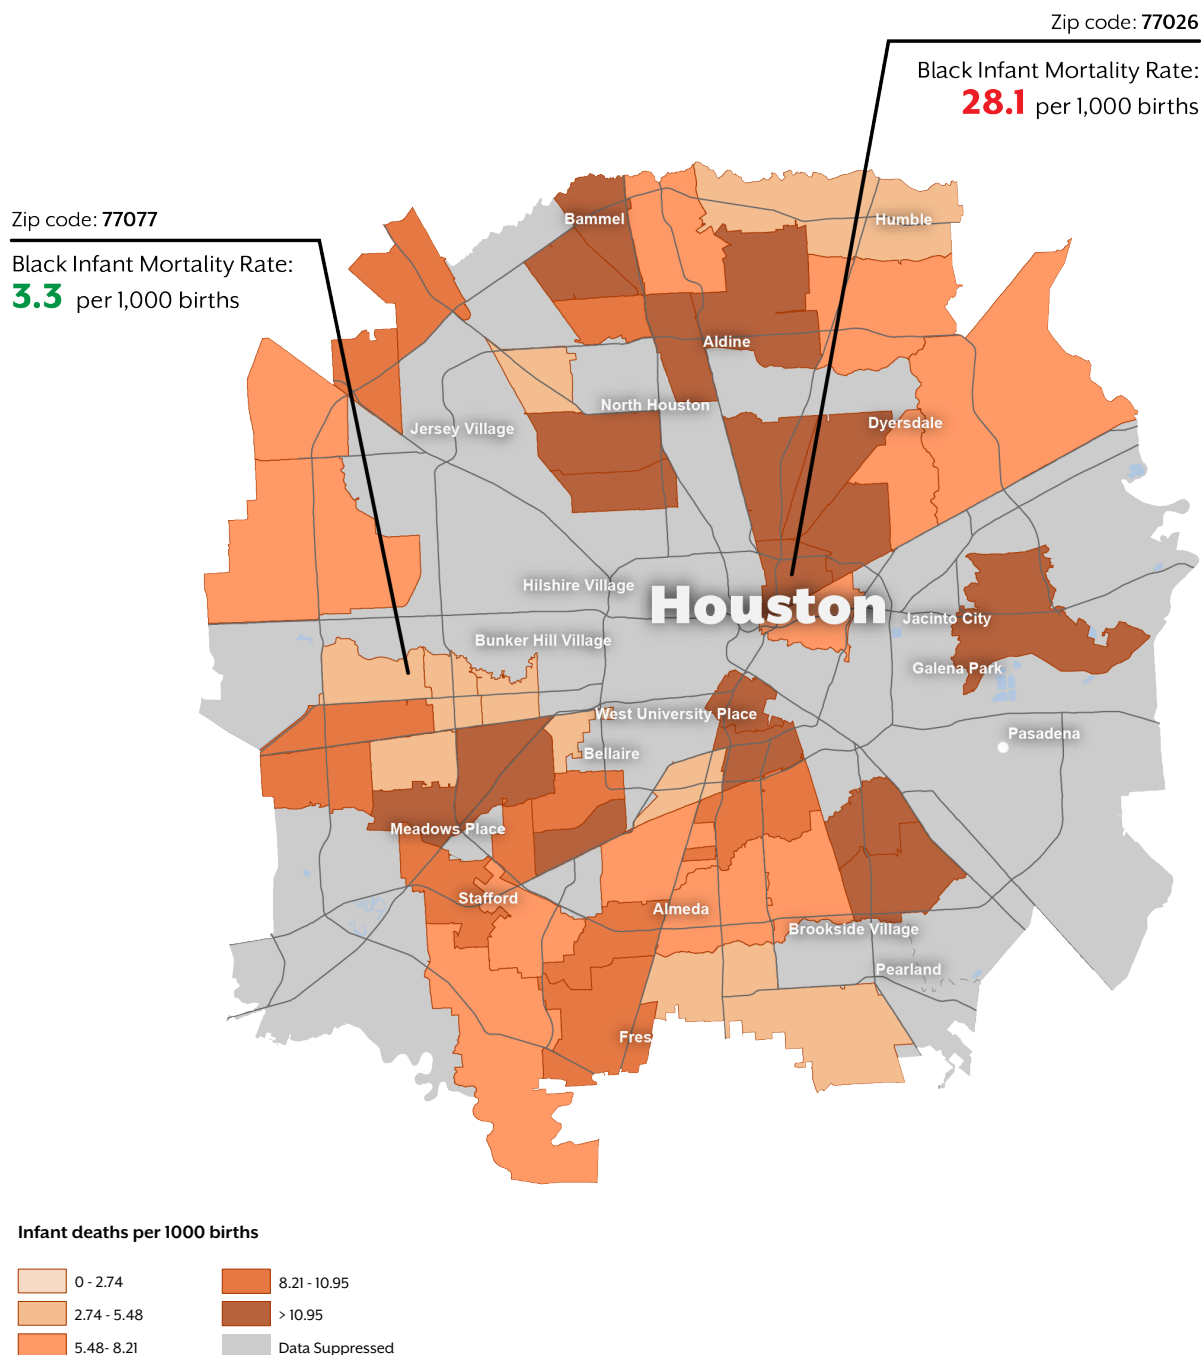 Zip code: 77026
Black Infant Mortality Rate:
28.1 per 1,000 births
Zip code: 77077
Black Infant Mortality Rate:
3.3 per 1,000 births
Bammel
Humble
Aldine
North Houston
Jersey Village
Dyersdale
Hilshire Village
Houston
Jacinto City
Bunker Hill Village
Galena Park
West University Place
Pasadena
Bellaire
Meadows Place
Stafford
Almeda
Brookside Village
Pearland
Fres
Infant deaths per 1000 births
0 - 2.74
2.74 - 5.48
5.48- 8.21
8.21 - 10.95
> 10.95
Data Suppressed